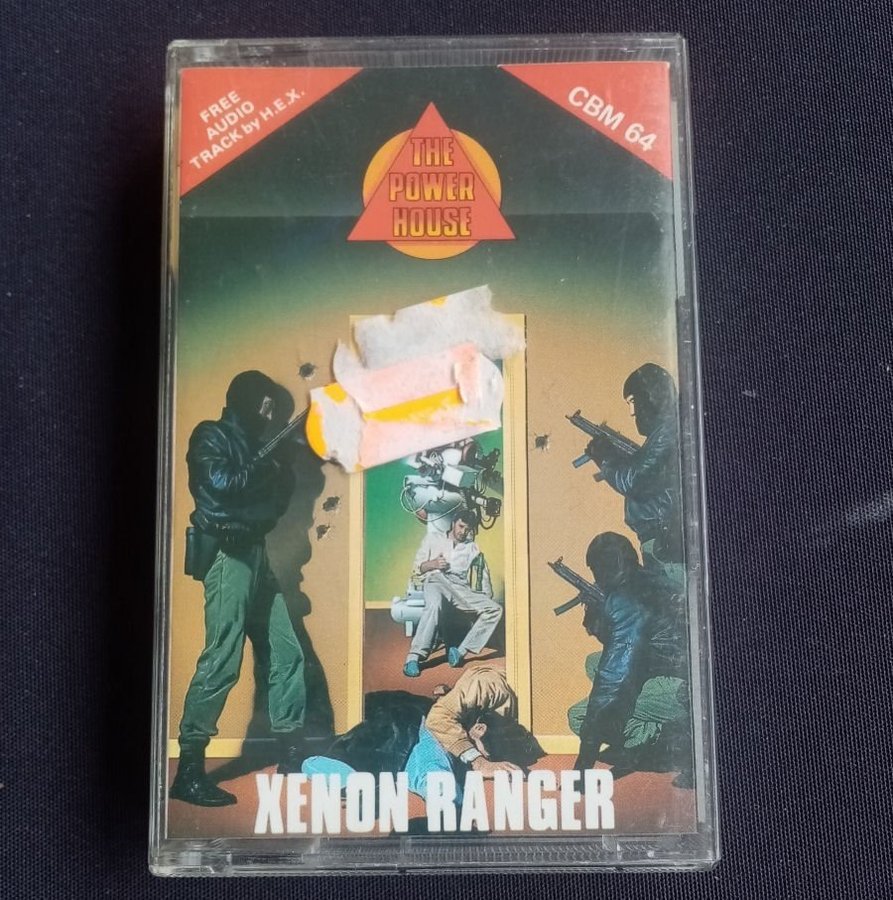 FREE
AUDIO
TRACK by H.E.X.
CBM 64
THE
POWER
HOUSE
XENON RANGER